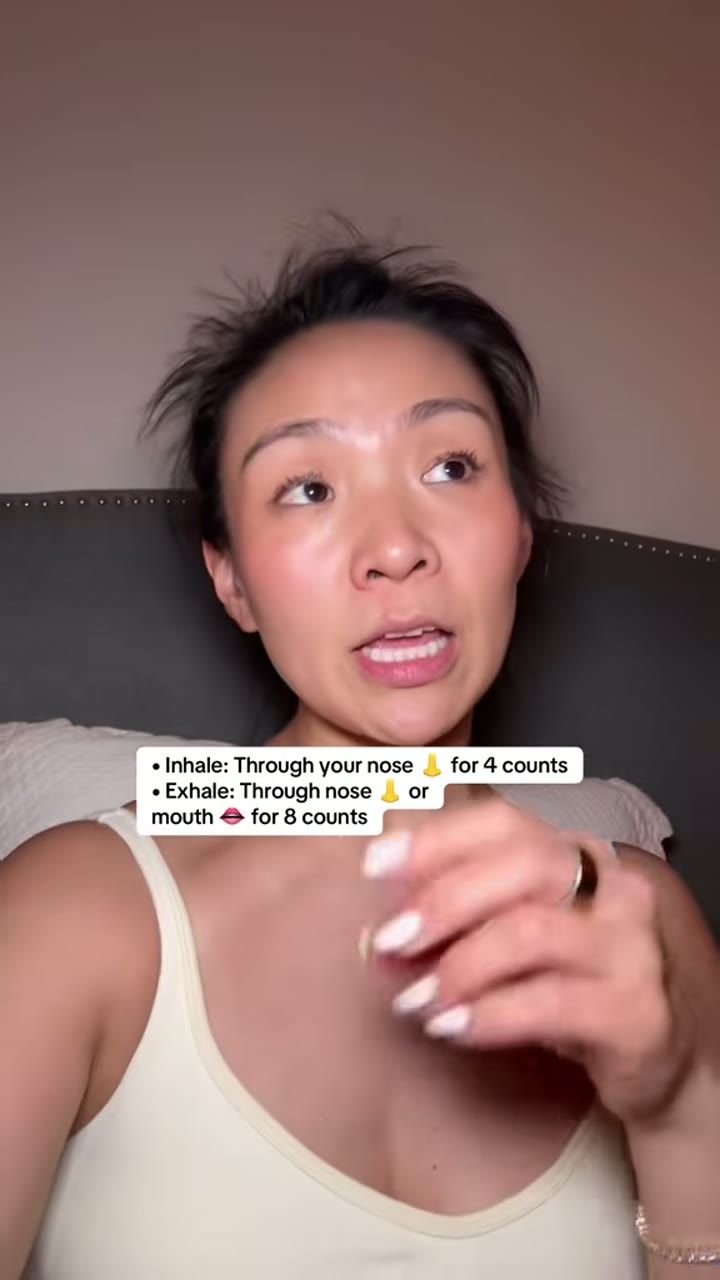 • Inhale: Through your nose 👃 for 4 counts
• Exhale: Through nose 👃 or
mouth 👄 for 8 counts